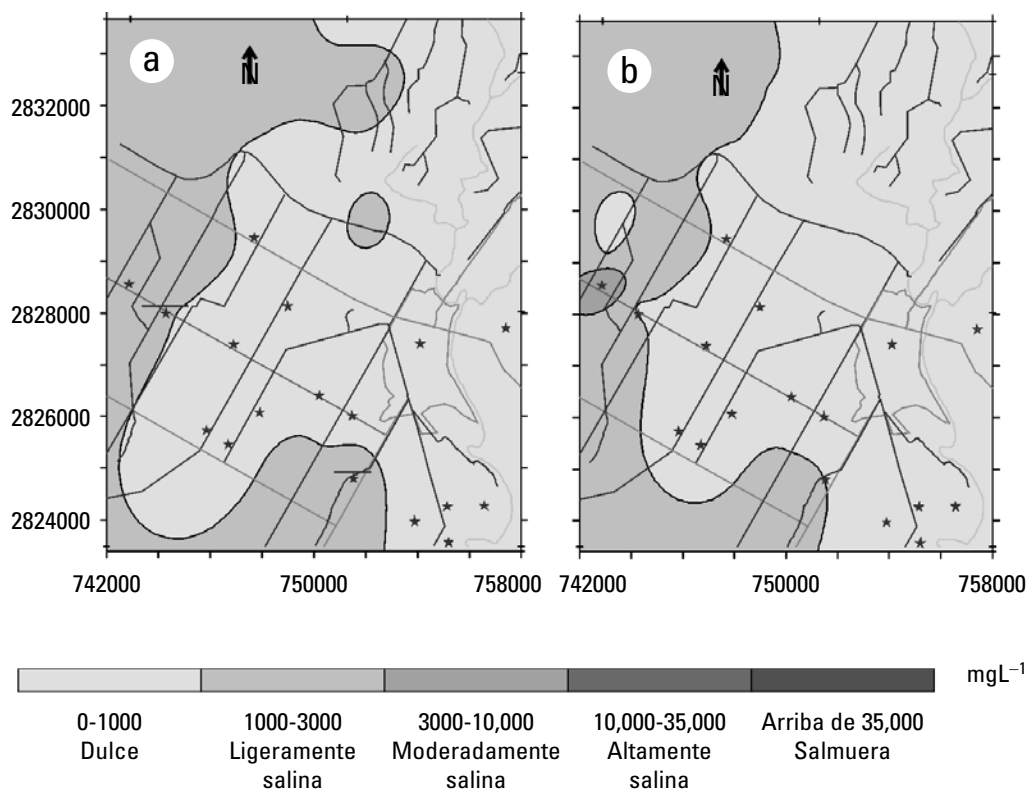 a
N
b
N
2832000
2830000
2828000
2826000
2824000
742000
750000
758000
742000
750000
758000
mgL⁻¹
0-1000
Dulce
1000-3000
Ligeramente
salina
3000-10,000
Moderadamente
salina
10,000-35,000
Altamente
salina
Arriba de 35,000
Salmuera